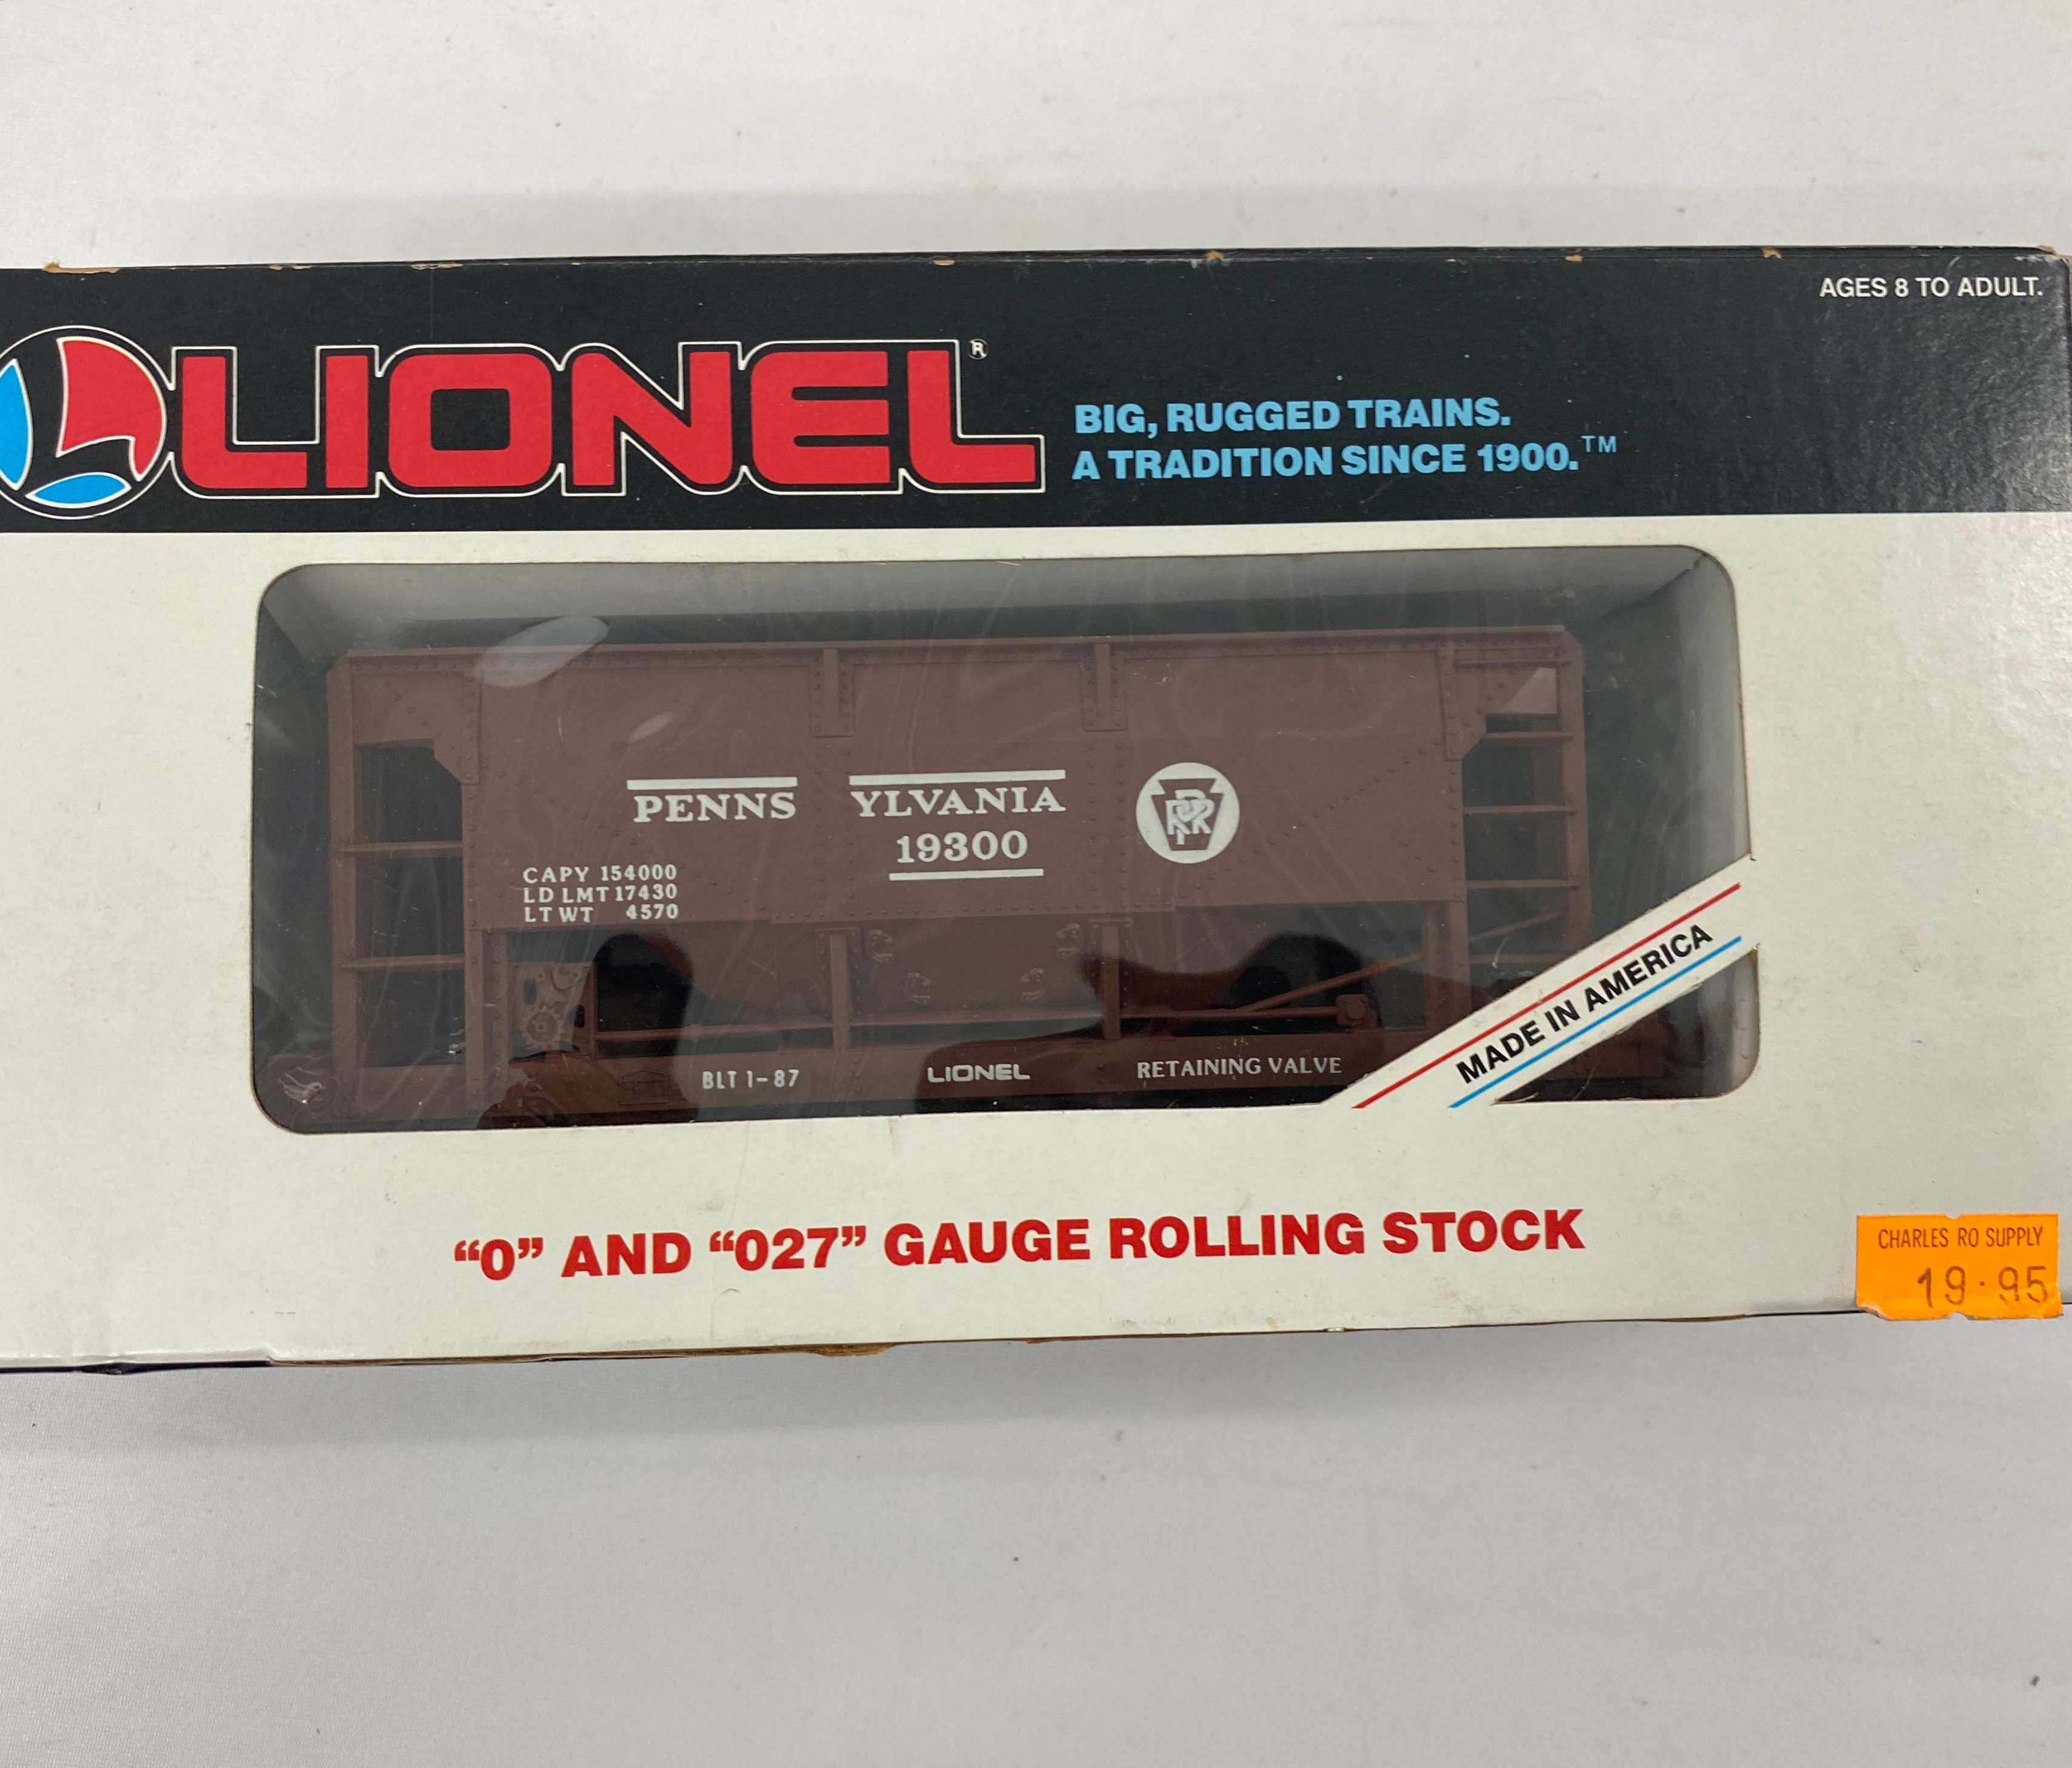 AGES 8 TO ADULT.
LIONEL®
BIG, RUGGED TRAINS.
A TRADITION SINCE 1900.™
PENNS YLVANIA
19300
PRR
CAPY 154000
LD LMT 17430
LT WT 4570
BLT 1-87 LIONEL RETAINING VALVE
MADE IN AMERICA
“O” AND “O27” GAUGE ROLLING STOCK
CHARLES RO SUPPLY
19.95